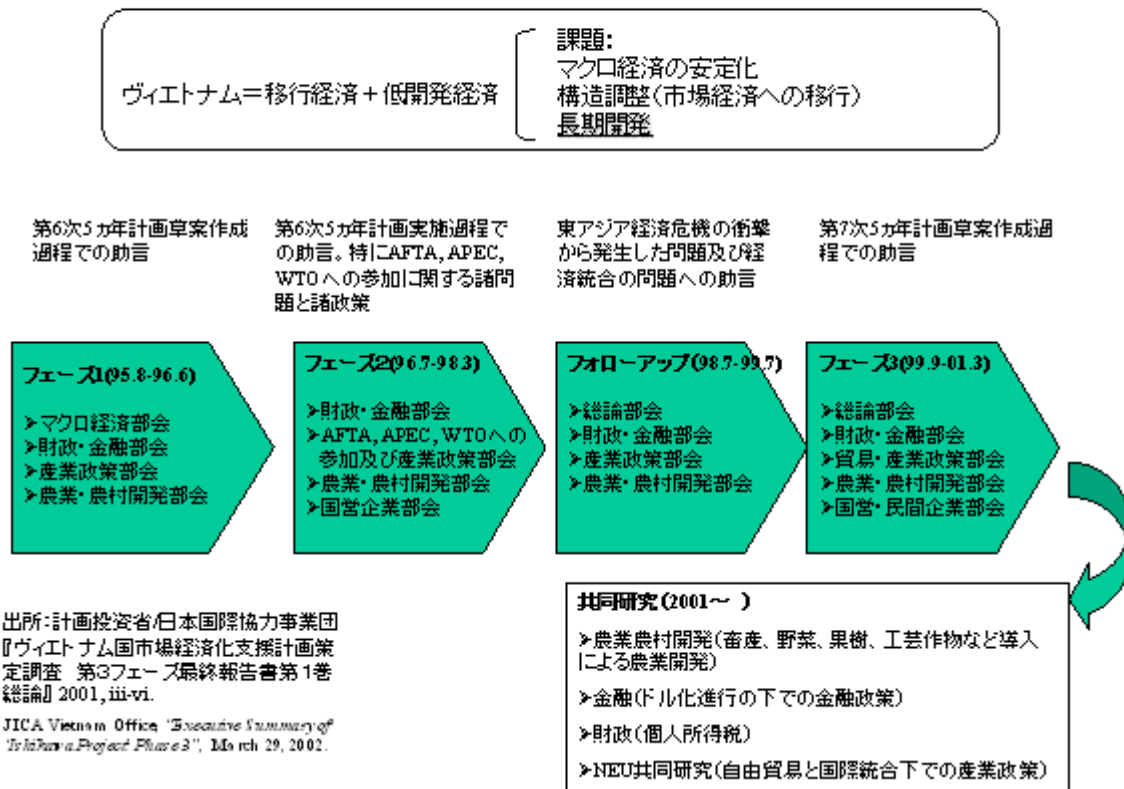 ヴィエトナム＝移行経済＋低開発経済
課題：
マクロ経済の安定化
構造調整（市場経済への移行）
長期開発
第6次5ヵ年計画草案作成
過程での助言
第6次5ヵ年計画実施過程で
の助言。特にAFTA, APEC,
WTOへの参加に関する諸問
題と諸政策
東アジア経済危機の衝撃
から発生した問題及び経
済統合の問題への助言
第7次5ヵ年計画草案作成過
程での助言
フェーズ1(95.8-96.6)
➢マクロ経済部会
➢財政・金融部会
➢産業政策部会
➢農業・農村開発部会
フェーズ2(96.7-98.3)
➢財政・金融部会
➢AFTA, APEC, WTOへの
参加及び産業政策部会
➢農業・農村開発部会
➢国営企業部会
フォローアップ(98.7-99.7)
➢総論部会
➢財政・金融部会
➢産業政策部会
➢農業・農村開発部会
フェーズ3(99.9-01.3)
➢総論部会
➢財政・金融部会
➢貿易・産業政策部会
➢農業・農村開発部会
➢国営・民間企業部会
出所：計画投資省/日本国際協力事業団
『ヴィエトナム国市場経済化支援計画策
定調査　第3フェーズ最終報告書第1巻
総論』2001, iii-vi.
JICA Vietnam Office, "Executive Summary of
'Ishikawa Project Phase 3", March 29, 2002.
共同研究(2001～ )
➢農業農村開発（畜産、野菜、果樹、工芸作物など導入
による農業開発）
➢金融（ドル化進行の下での金融政策）
➢財政（個人所得税）
➢NEU共同研究（自由貿易と国際統合下での産業政策）